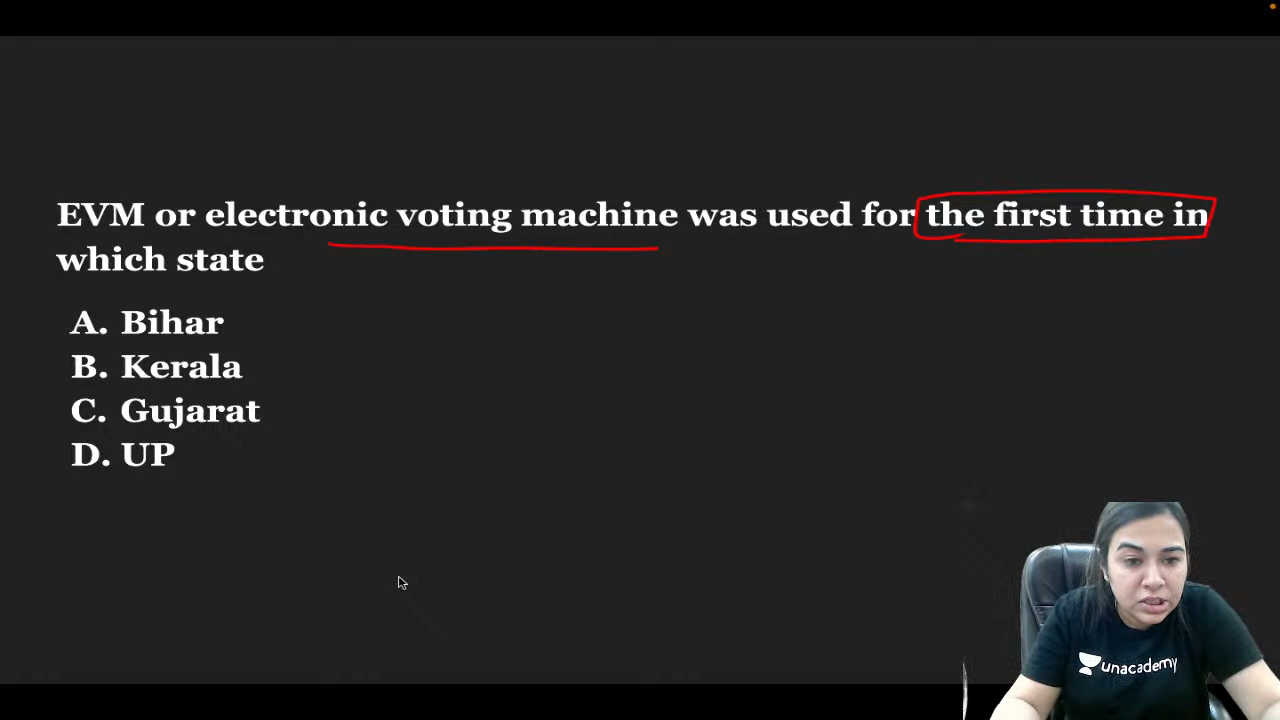 EVM or electronic voting machine was used for the first time in
which state
A. Bihar
B. Kerala
C. Gujarat
D. UP
unacademy